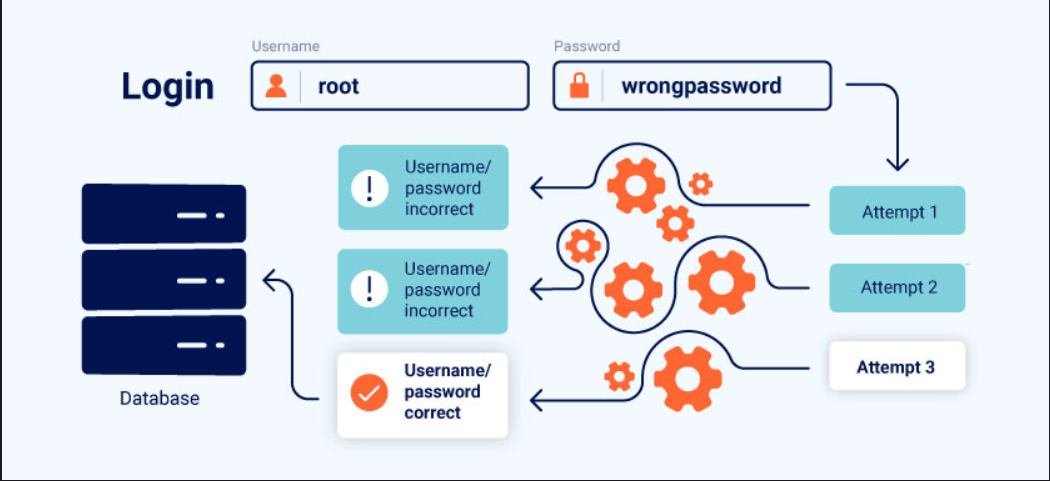 Username
Password
Login
root
wrongpassword
Username/
password
incorrect
Attempt 1
Username/
password
incorrect
Attempt 2
Username/
password
correct
Attempt 3
Database